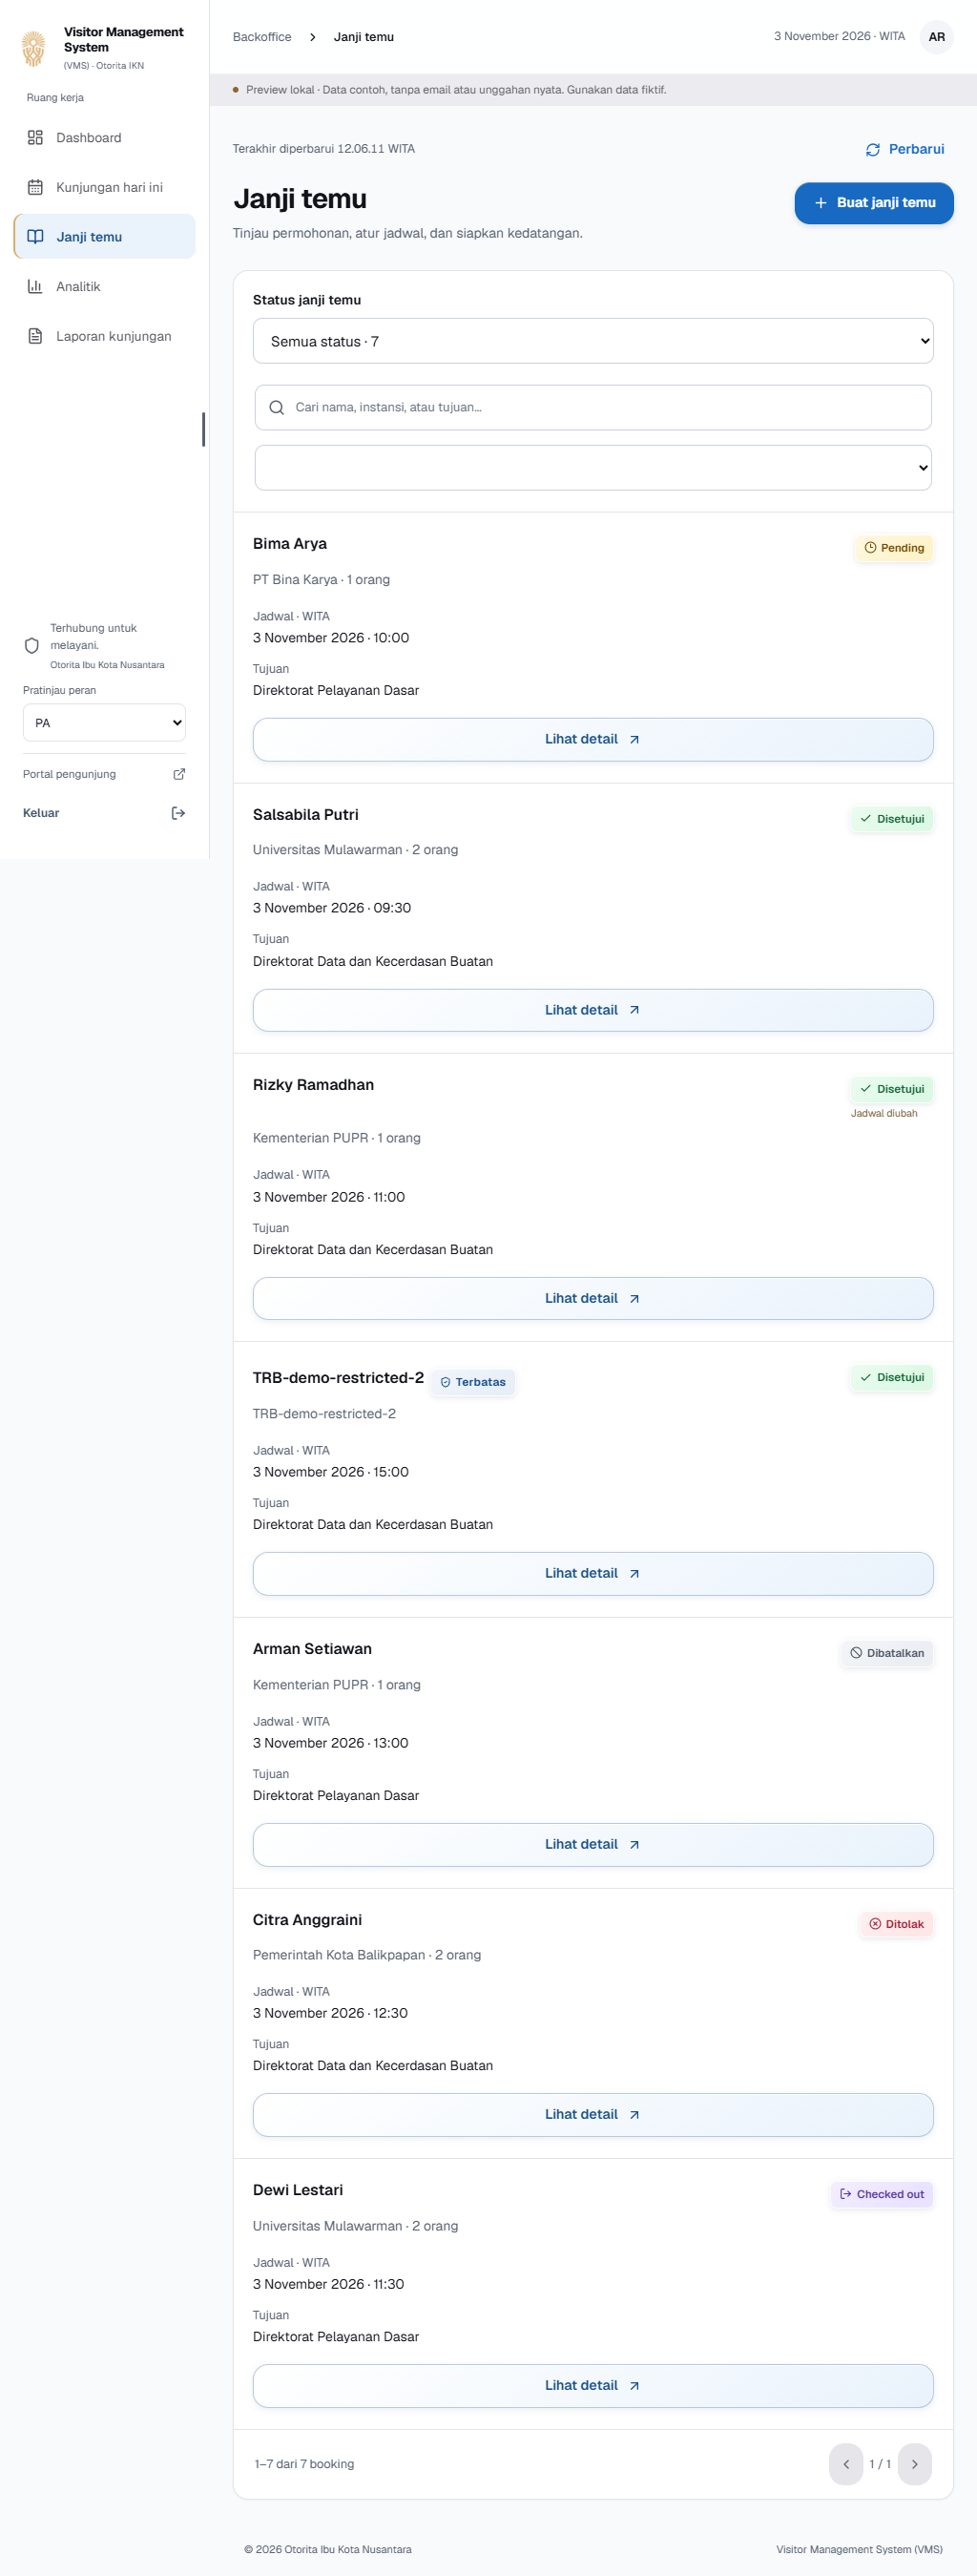 Visitor Management
System
(VMS) · Otorita IKN
Ruang kerja
Dashboard
Kunjungan hari ini
Janji temu
Analitik
Laporan kunjungan
Terhubung untuk
melayani.
Otorita Ibu Kota Nusantara
Pratinjau peran
PA
Portal pengunjung
Keluar
Backoffice
Janji temu
3 November 2026 · WITA
AR
Preview lokal · Data contoh, tanpa email atau unggahan nyata. Gunakan data fiktif.
Terakhir diperbarui 12.06.11 WITA
Perbarui
Janji temu
Buat janji temu
Tinjau permohonan, atur jadwal, dan siapkan kedatangan.
Status janji temu
Semua status · 7
Cari nama, instansi, atau tujuan...
Bima Arya
Pending
PT Bina Karya · 1 orang
Jadwal · WITA
3 November 2026 · 10:00
Tujuan
Direktorat Pelayanan Dasar
Lihat detail
Salsabila Putri
Disetujui
Universitas Mulawarman · 2 orang
Jadwal · WITA
3 November 2026 · 09:30
Tujuan
Direktorat Data dan Kecerdasan Buatan
Lihat detail
Rizky Ramadhan
Disetujui
Jadwal diubah
Kementerian PUPR · 1 orang
Jadwal · WITA
3 November 2026 · 11:00
Tujuan
Direktorat Data dan Kecerdasan Buatan
Lihat detail
TRB-demo-restricted-2
Terbatas
Disetujui
TRB-demo-restricted-2
Jadwal · WITA
3 November 2026 · 15:00
Tujuan
Direktorat Data dan Kecerdasan Buatan
Lihat detail
Arman Setiawan
Dibatalkan
Kementerian PUPR · 1 orang
Jadwal · WITA
3 November 2026 · 13:00
Tujuan
Direktorat Pelayanan Dasar
Lihat detail
Citra Anggraini
Ditolak
Pemerintah Kota Balikpapan · 2 orang
Jadwal · WITA
3 November 2026 · 12:30
Tujuan
Direktorat Data dan Kecerdasan Buatan
Lihat detail
Dewi Lestari
Checked out
Universitas Mulawarman · 2 orang
Jadwal · WITA
3 November 2026 · 11:30
Tujuan
Direktorat Pelayanan Dasar
Lihat detail
1–7 dari 7 booking
1 / 1
© 2026 Otorita Ibu Kota Nusantara
Visitor Management System (VMS)